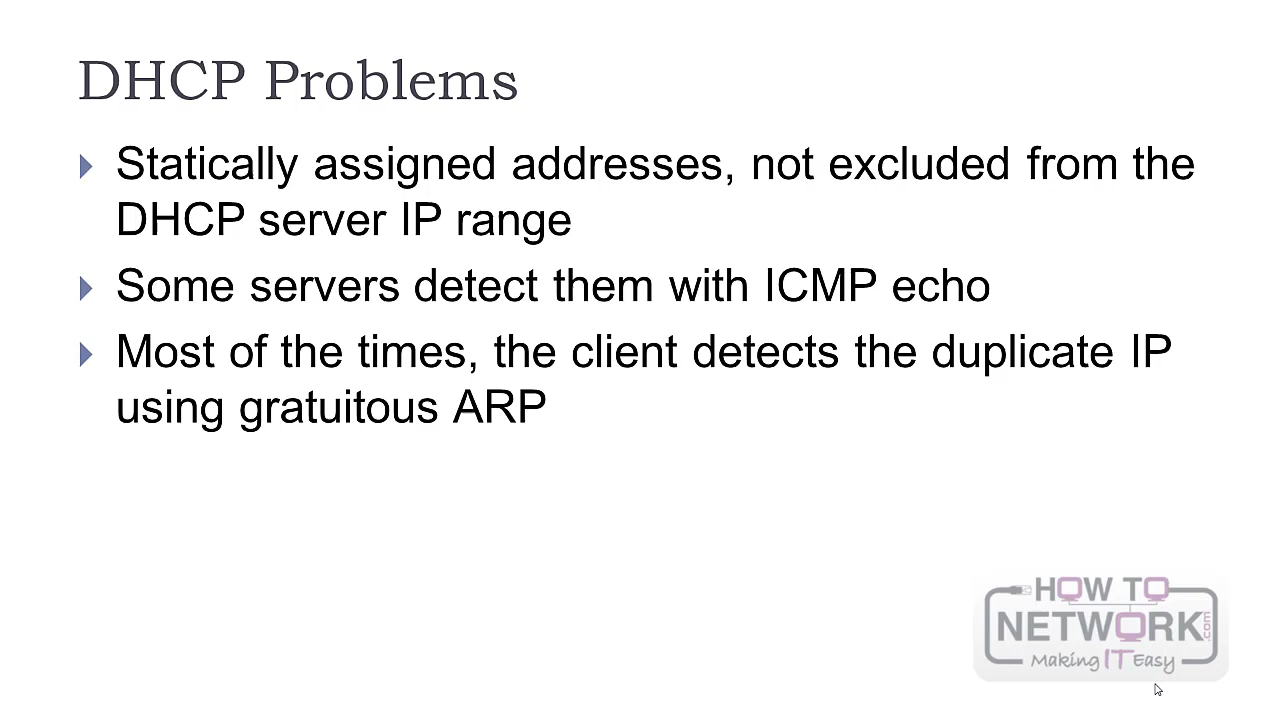 DHCP Problems
Statically assigned addresses, not excluded from the
DHCP server IP range
Some servers detect them with ICMP echo
Most of the times, the client detects the duplicate IP
using gratuitous ARP
HOW TO
NETWORK.com
Making IT Easy